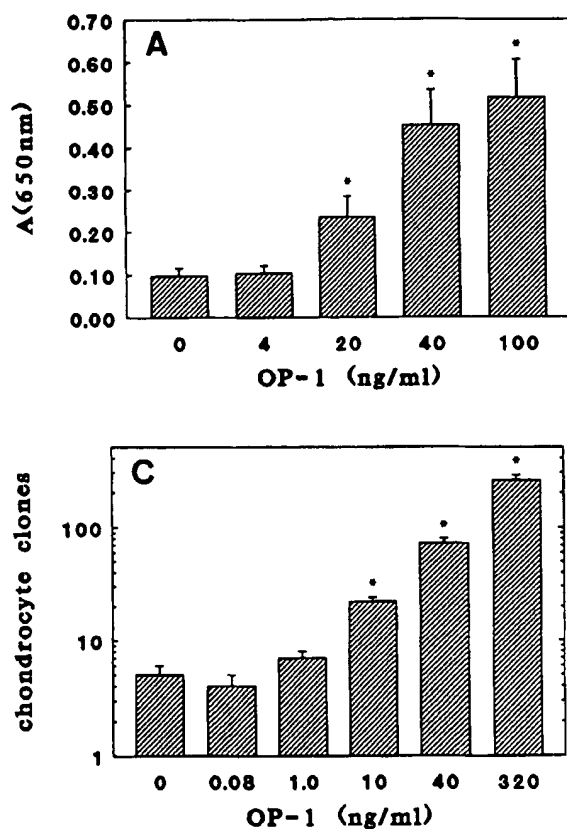 A
A(650nm)
0.70
0.60
0.50
0.40
0.30
0.20
0.10
0.00
*
*
*
0 4 20 40 100
OP-1 (ng/ml)
C
chondrocyte clones
100
10
1
*
*
*
0 0.08 1.0 10 40 320
OP-1 (ng/ml)